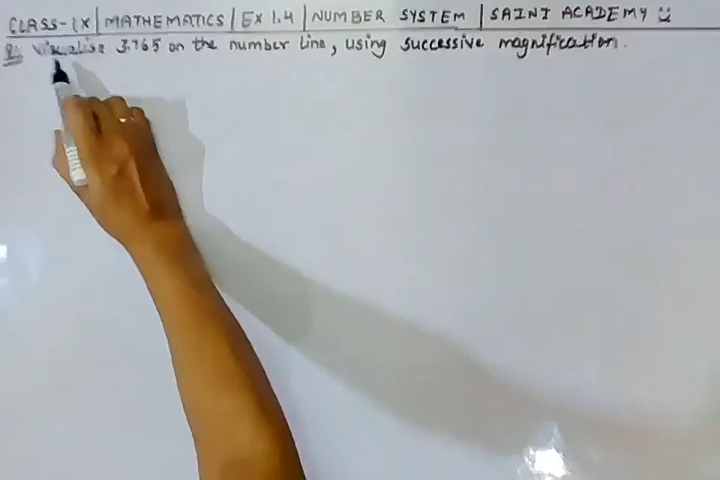 CLASS-IX | MATHEMATICS | EX 1.4 | NUMBER SYSTEM | SAINI ACADEMY
Q: Visualise 3.765 on the number line, using successive magnification.